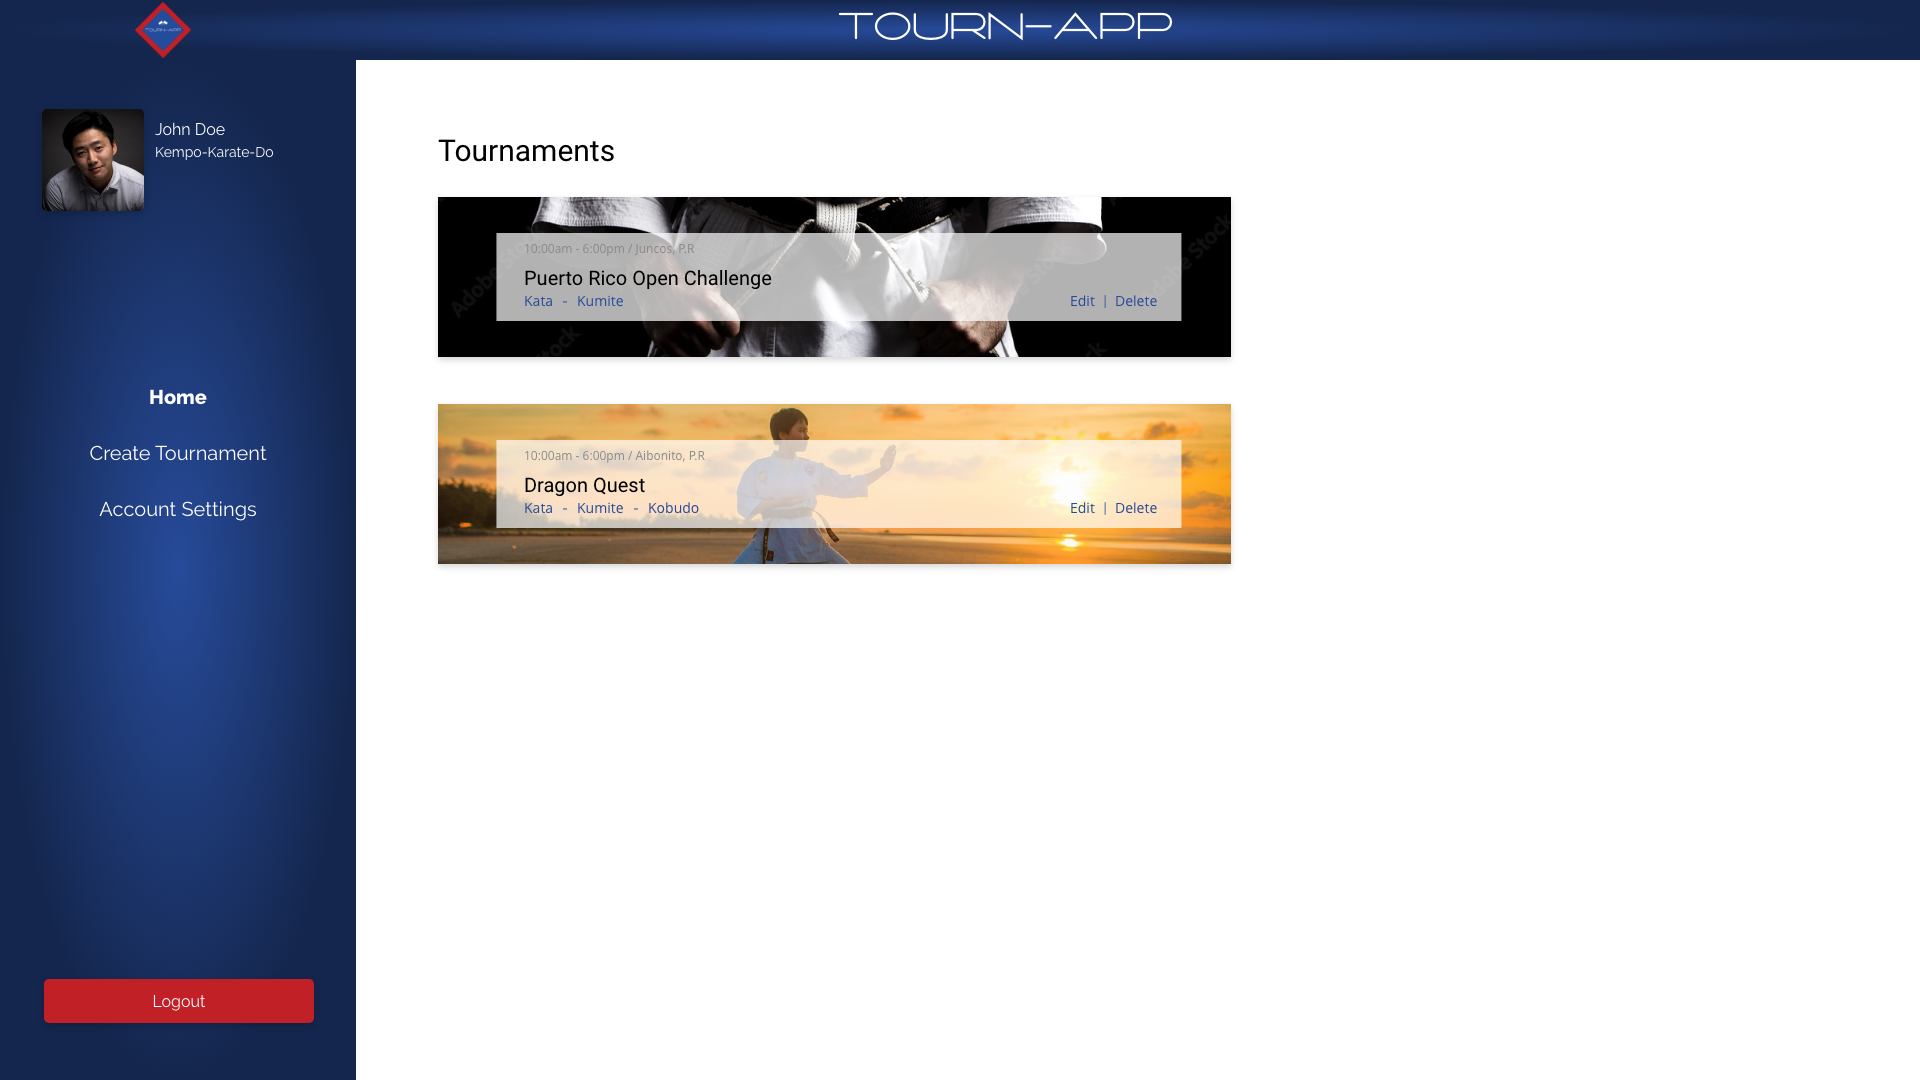 TOURN-APP
TOURN-APP
John Doe
Kempo-Karate-Do
Home
Create Tournament
Account Settings
Logout
Tournaments
10:00am - 6:00pm / Juncos, P.R
Puerto Rico Open Challenge
Kata - Kumite
Edit | Delete
Adobe Stock
10:00am - 6:00pm / Aibonito, P.R
Dragon Quest
Kata - Kumite - Kobudo
Edit | Delete